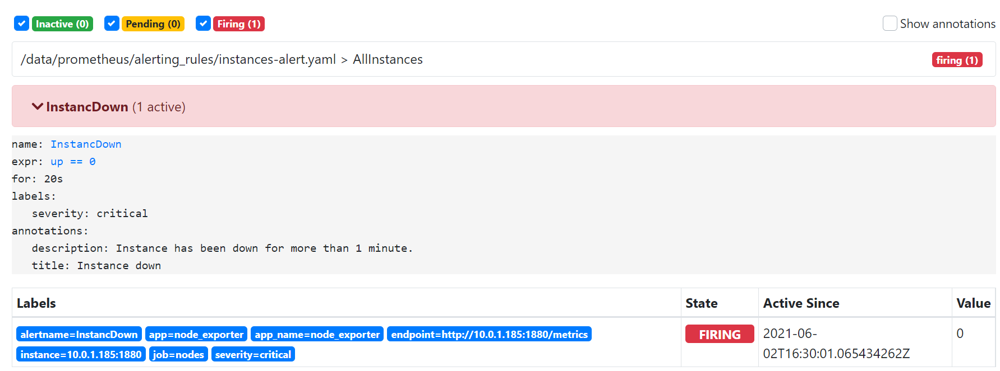 Inactive (0) Pending (0) Firing (1) Show annotations
/data/prometheus/alerting_rules/instances-alert.yaml > AllInstances firing (1)
InstancDown (1 active)
name: InstancDown
expr: up == 0
for: 20s
labels:
severity: critical
annotations:
description: Instance has been down for more than 1 minute.
title: Instance down
Labels State Active Since Value
alertname=InstancDown app=node_exporter app_name=node_exporter endpoint=http://10.0.1.185:1880/metrics FIRING 2021-06- 0
instance=10.0.1.185:1880 job=nodes severity=critical 02T16:30:01.065434262Z